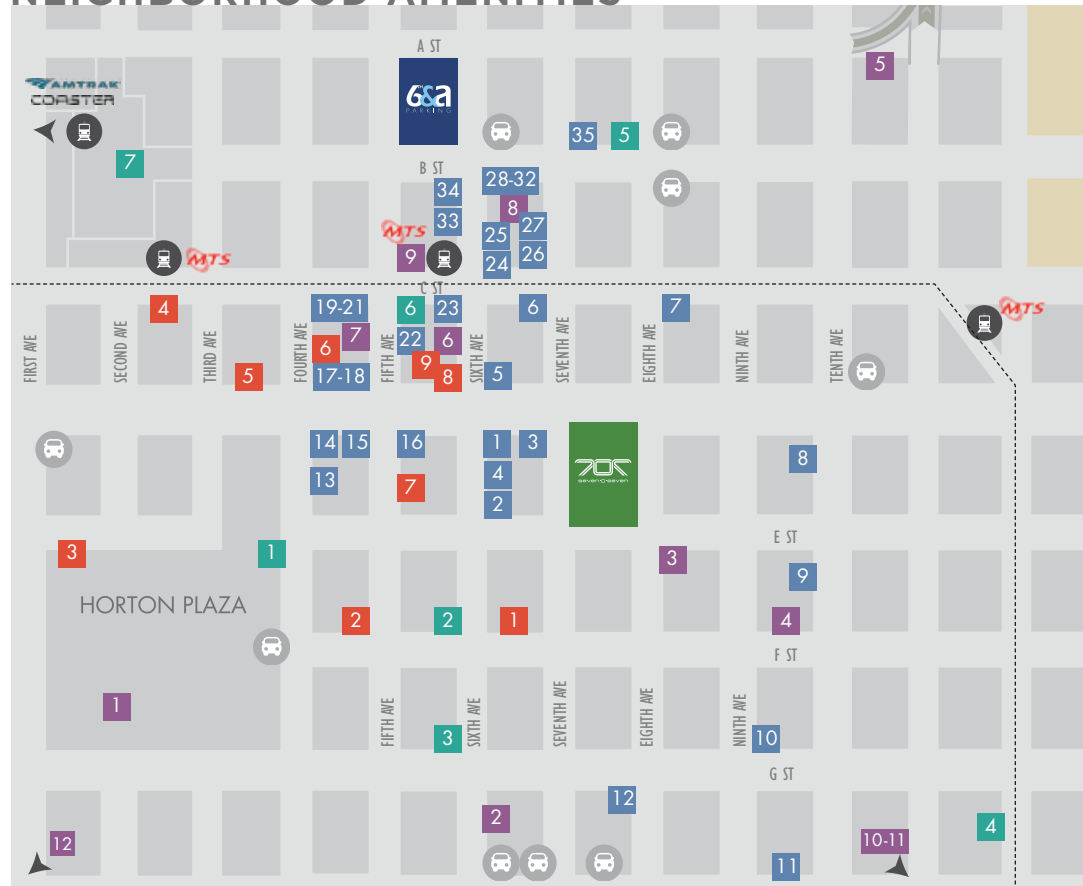 NEIGHBORHOOD AMENITIES
A ST
5
AMTRAK
COASTER
6&a
PARKING
35
5
7
B ST
34
28-32
8
33
27
MTS
25
26
9
24
MTS
C ST
4
19-21
6
23
6
7
MTS
7
22
6
6
9
FIRST AVE
SECOND AVE
THIRD AVE
FOURTH AVE
FIFTH AVE
SIXTH AVE
SEVENTH AVE
EIGHTH AVE
NINTH AVE
TENTH AVE
5
17-18
8
5
14
15
16
1
3
707
seven·o·seven
8
13
7
4
2
E ST
3
1
3
9
HORTON PLAZA
2
2
1
4
F ST
1
FIFTH AVE
SIXTH AVE
SEVENTH AVE
EIGHTH AVE
NINTH AVE
3
10
G ST
12
2
4
12
10-11
11